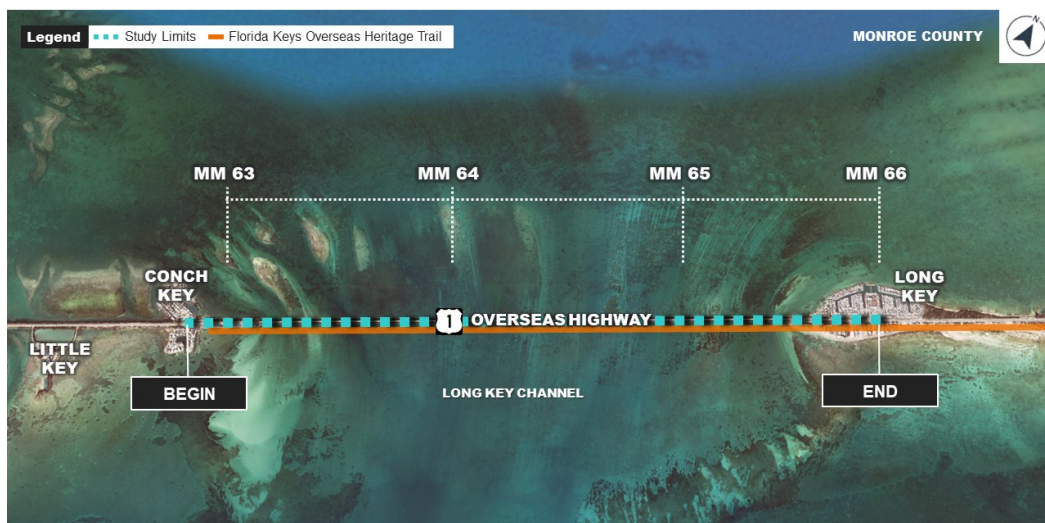 Legend Study Limits Florida Keys Overseas Heritage Trail
MONROE COUNTY
N
MM 63
MM 64
MM 65
MM 66
CONCH
KEY
LONG
KEY
1
OVERSEAS HIGHWAY
LITTLE
KEY
BEGIN
LONG KEY CHANNEL
END